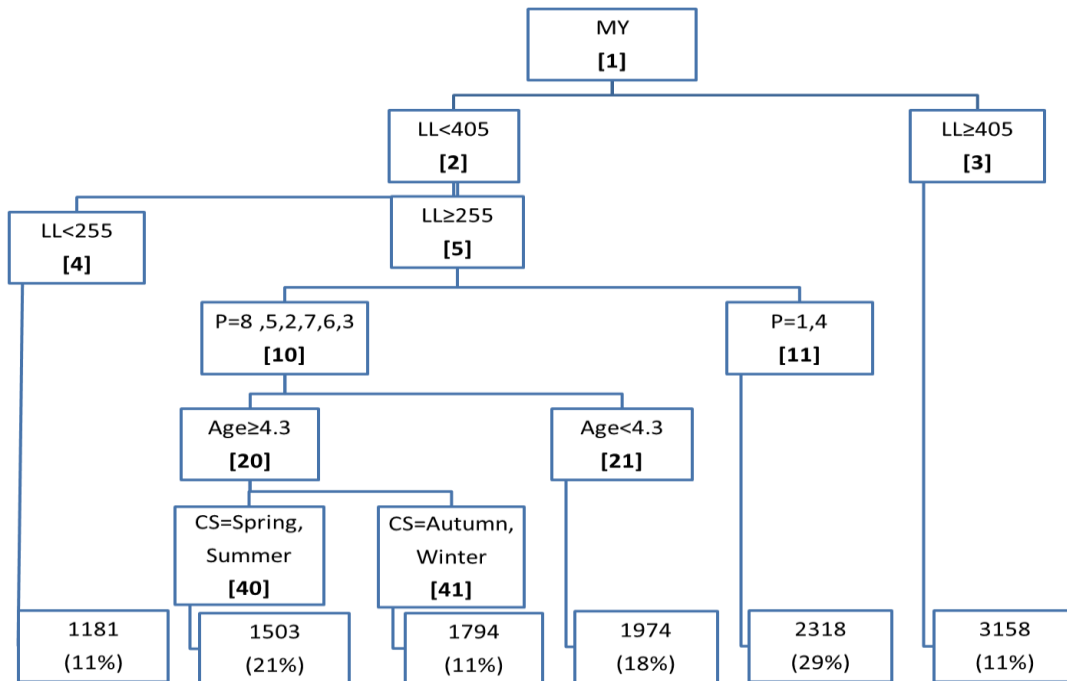 MY
[1]
LL<405
[2]
LL≥405
[3]
LL<255
[4]
LL≥255
[5]
P=8 ,5,2,7,6,3
[10]
P=1,4
[11]
Age≥4.3
[20]
Age<4.3
[21]
CS=Spring,
Summer
[40]
CS=Autumn,
Winter
[41]
1181
(11%)
1503
(21%)
1794
(11%)
1974
(18%)
2318
(29%)
3158
(11%)